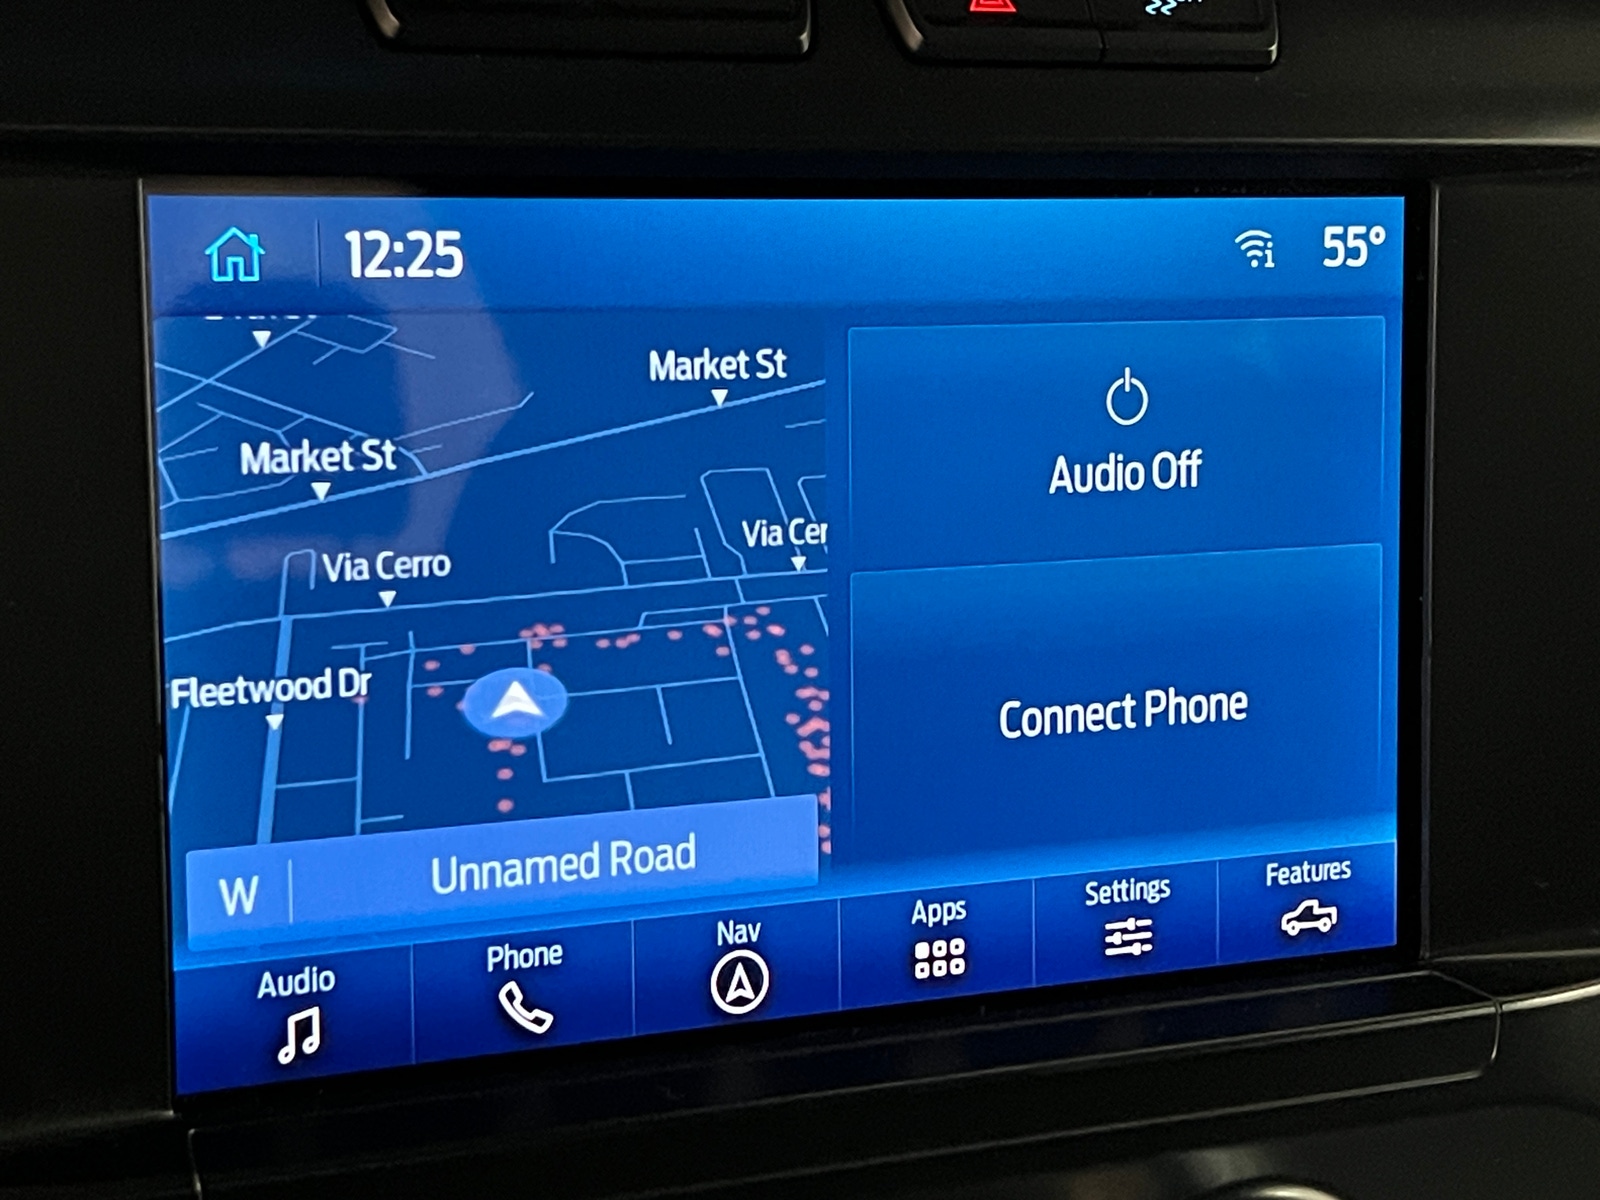 12:25
55°
Market St
Market St
Via Cer
Via Cerro
Fleetwood Dr
W
Unnamed Road
Audio Off
Connect Phone
Audio
Phone
Nav
Apps
Settings
Features